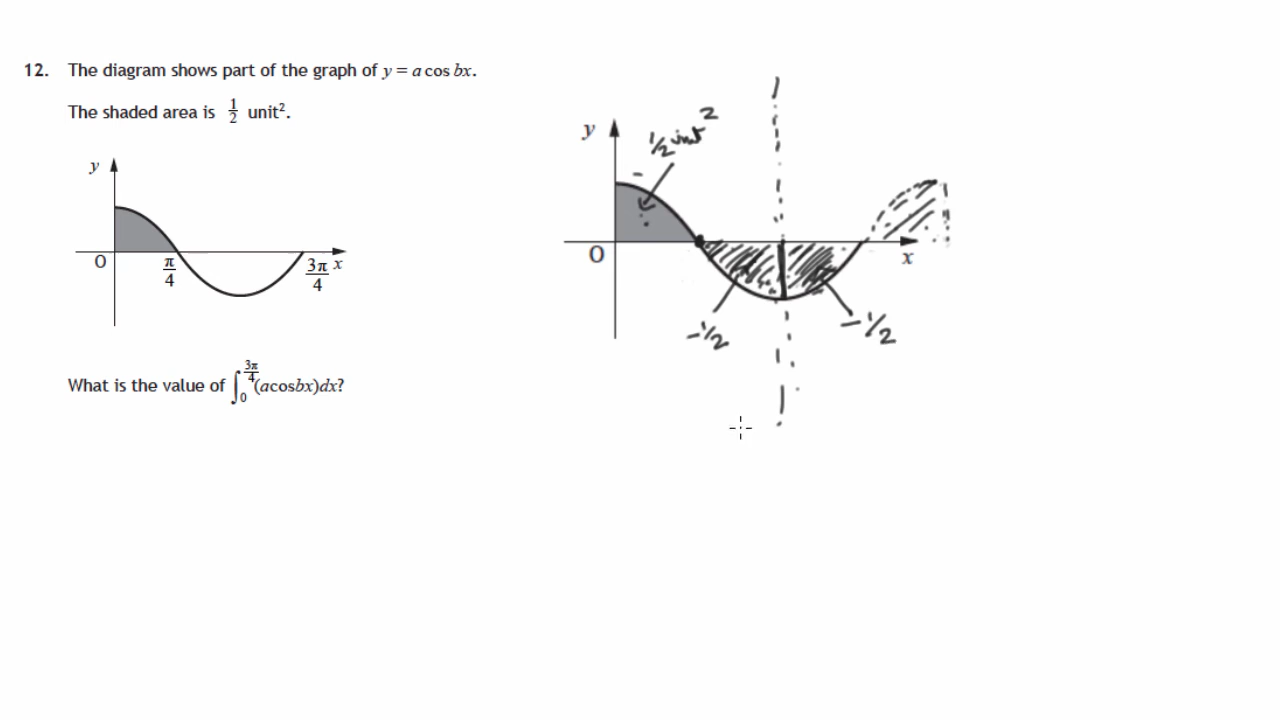 12. The diagram shows part of the graph of y = a cos bx.
The shaded area is 1/2 unit².
y
O
π/4
3π/4
x
What is the value of ∫₀^(3π/4) (acosbx)dx?
y
1/2 unit²
O
x
-1/2
-1/2